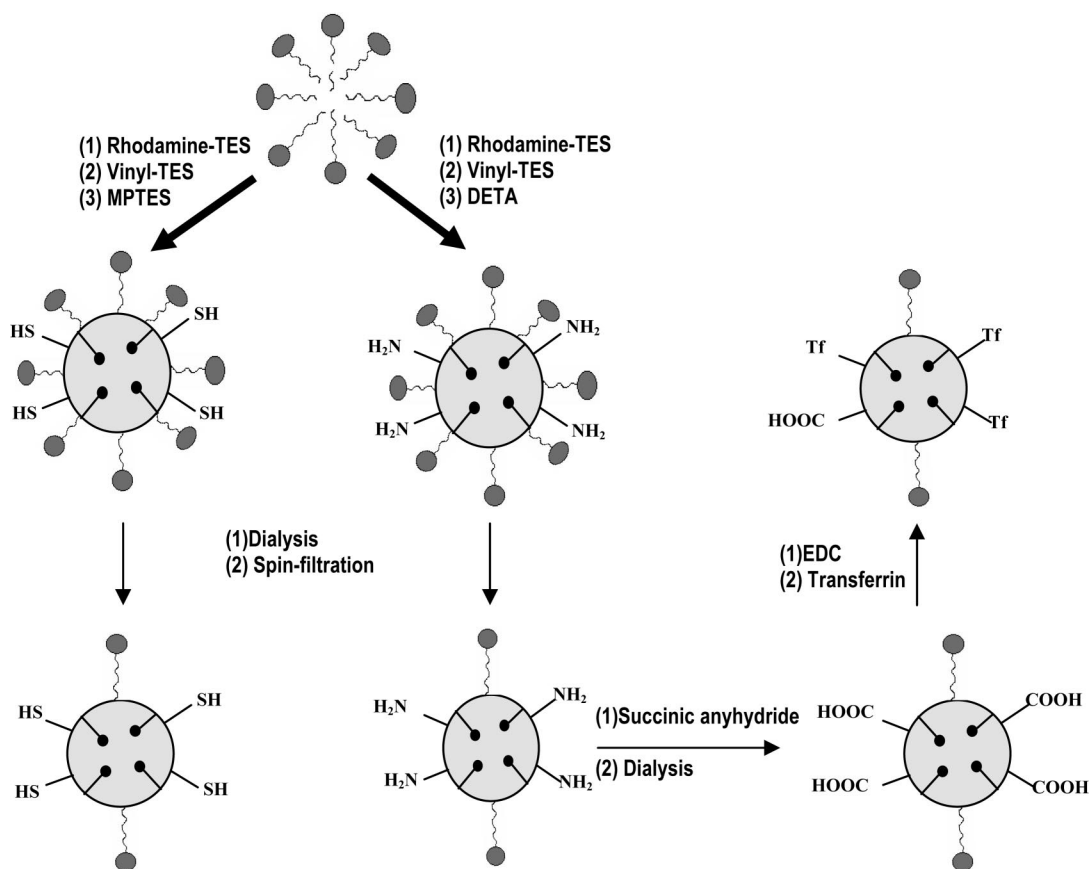 (1) Rhodamine-TES
(2) Vinyl-TES
(3) MPTES
(1) Rhodamine-TES
(2) Vinyl-TES
(3) DETA
HS
SH
HS
SH
H₂N
NH₂
H₂N
NH₂
Tf
Tf
HOOC
Tf
(1)Dialysis
(2) Spin-filtration
(1)EDC
(2) Transferrin
HS
SH
HS
SH
H₂N
NH₂
H₂N
NH₂
(1)Succinic anyhydride
(2) Dialysis
HOOC
COOH
HOOC
COOH